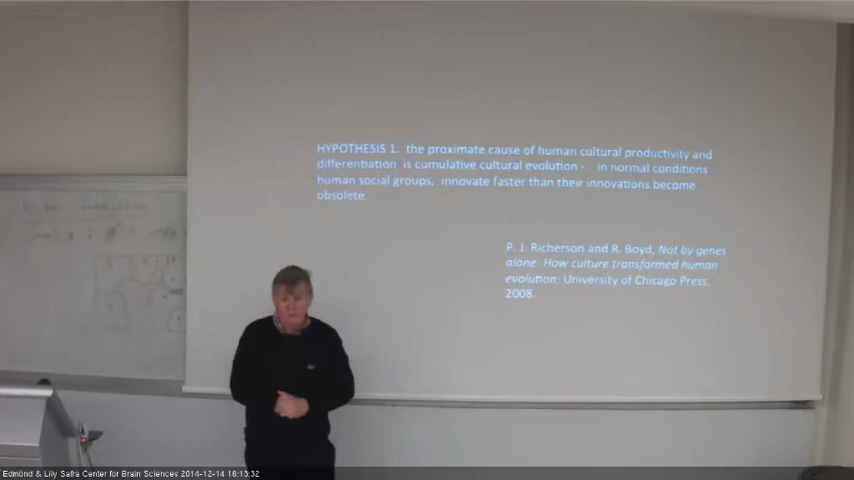 HYPOTHESIS 1: the proximate cause of human cultural productivity and
differentiation is cumulative cultural evolution - in normal conditions
human social groups, innovate faster than their innovations become
obsolete.
P. J. Richerson and R. Boyd, Not by genes
alone: How culture transformed human
evolution: University of Chicago Press,
2008.
Edmond & Lily Safra Center for Brain Sciences 2014-12-14 16:13:32